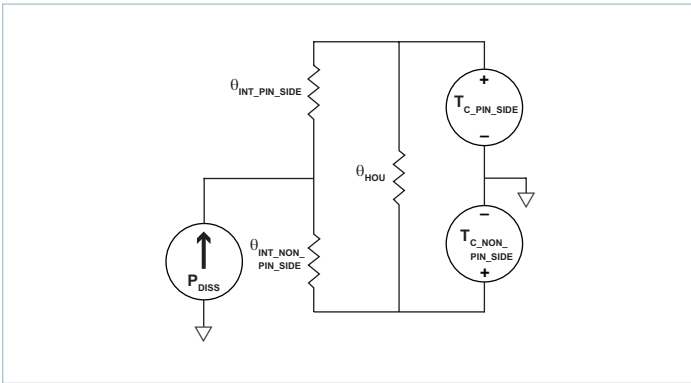 θINT_PIN_SIDE
+
TC_PIN_SIDE
–
θHOU
–
TC_NON_
PIN_SIDE
+
θINT_NON_
PIN_SIDE
PDISS